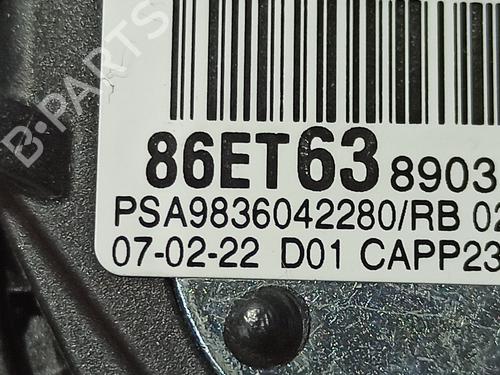 B-PARTS
86ET63 8903
PSA9836042280/RB 02
07-02-22 D01 CAPP23